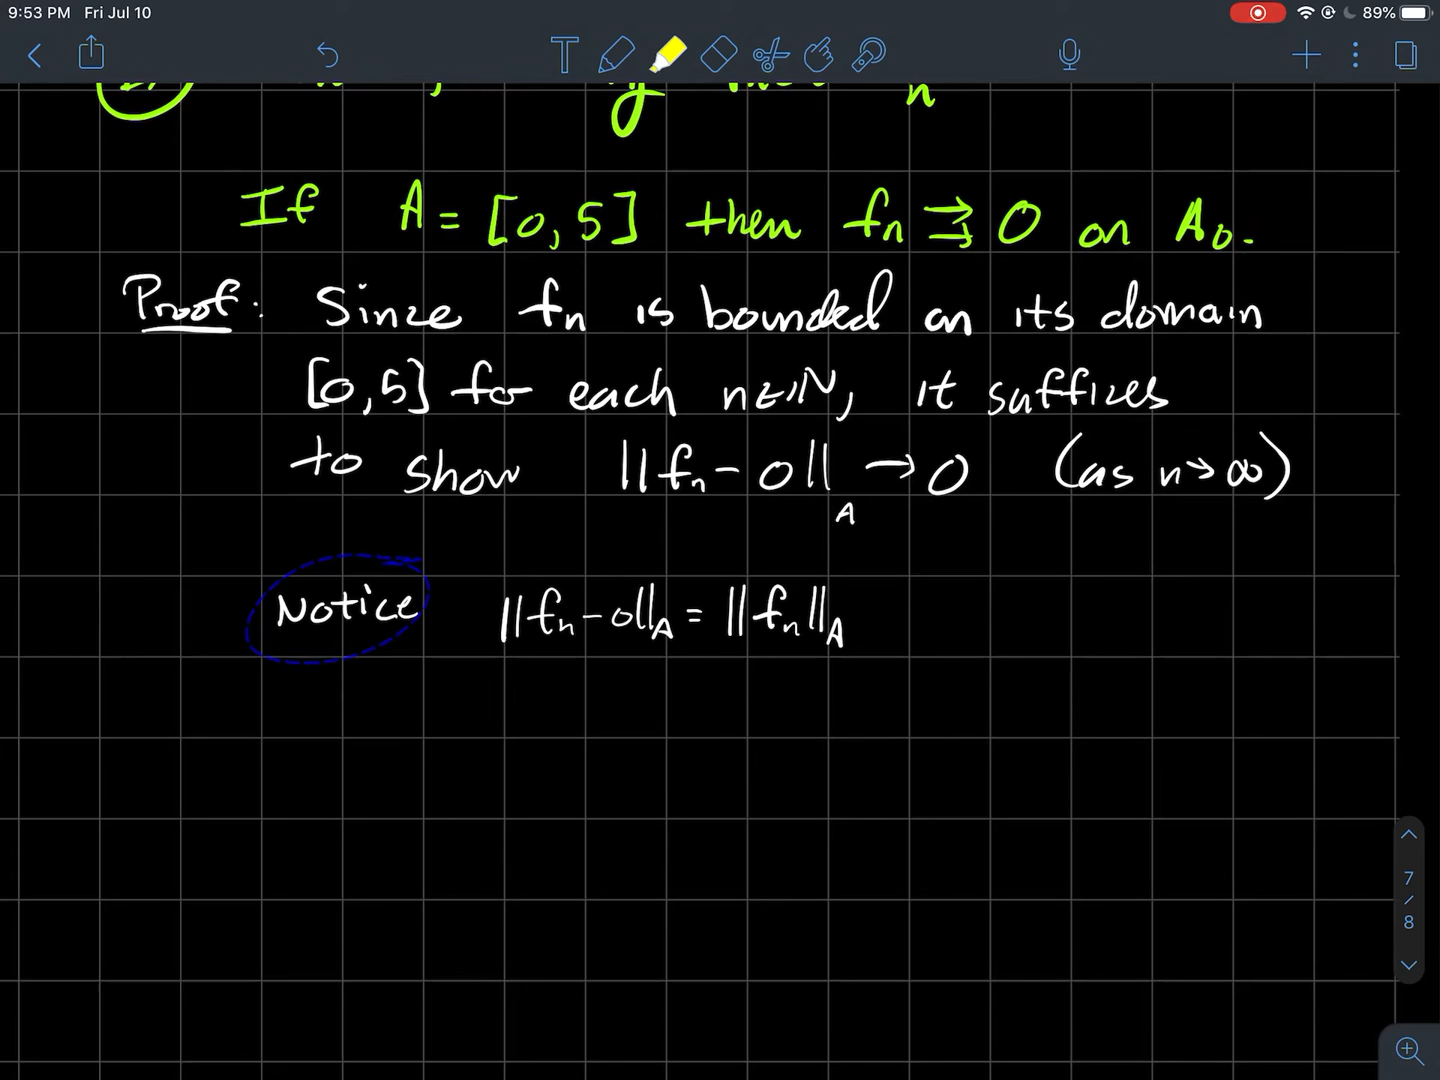 9:53 PM Fri Jul 10 89%
n
If A = [0, 5] then fn ⇉ 0 on A0.
Proof: Since fn is bounded on its domain
[0, 5] for each n∈ℕ, it suffices
to show ||fn - 0||A → 0 (as n→∞)
Notice ||fn - 0||A = ||fn||A
7
/
8